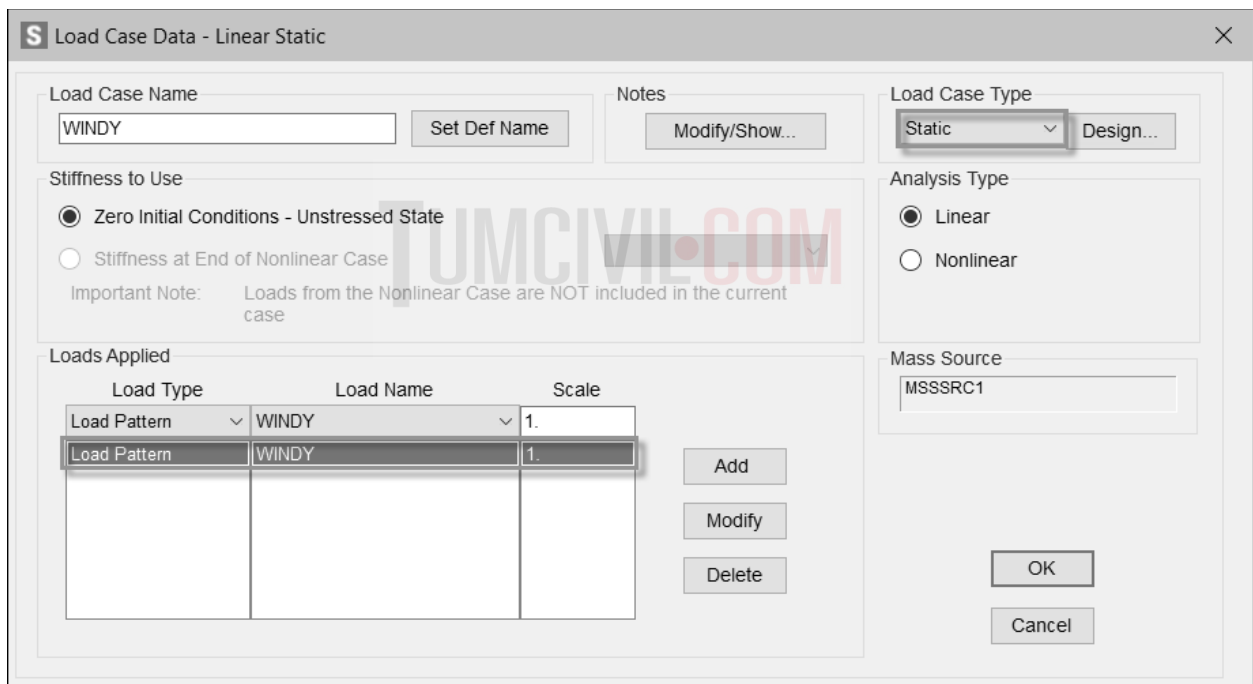 S Load Case Data - Linear Static
Load Case Name
WINDY
Set Def Name
Notes
Modify/Show...
Load Case Type
Static
Design...
Stiffness to Use
Zero Initial Conditions - Unstressed State
Stiffness at End of Nonlinear Case
Important Note: Loads from the Nonlinear Case are NOT included in the current
case
TUMCIVIL.COM
Analysis Type
Linear
Nonlinear
Loads Applied
Load Type Load Name Scale
Load Pattern WINDY 1.
Load Pattern WINDY 1.
Add
Modify
Delete
Mass Source
MSSSRC1
OK
Cancel